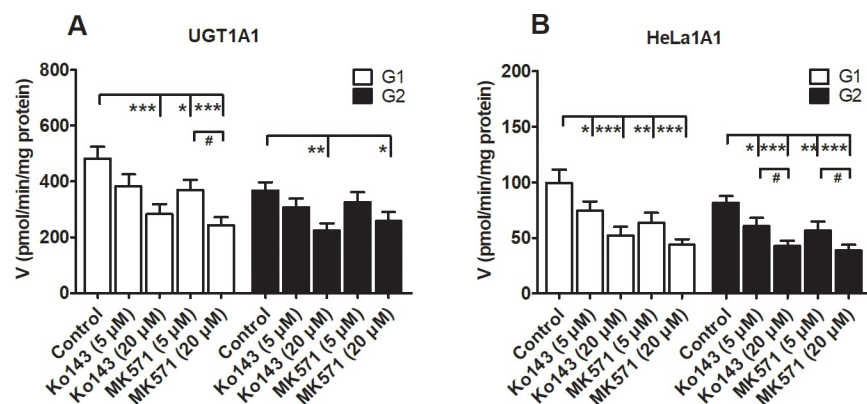 A
UGT1A1
V (pmol/min/mg protein)
800
600
400
200
0
G1
G2
*** * ***
#
** *
Control
Ko143 (5 µM)
Ko143 (20 µM)
MK571 (5 µM)
MK571 (20 µM)
Control
Ko143 (5 µM)
Ko143 (20 µM)
MK571 (5 µM)
MK571 (20 µM)
B
HeLa1A1
V (pmol/min/mg protein)
200
150
100
50
0
G1
G2
* *** ** ***
* *** ** ***
# #
Control
Ko143 (5 µM)
Ko143 (20 µM)
MK571 (5 µM)
MK571 (20 µM)
Control
Ko143 (5 µM)
Ko143 (20 µM)
MK571 (5 µM)
MK571 (20 µM)